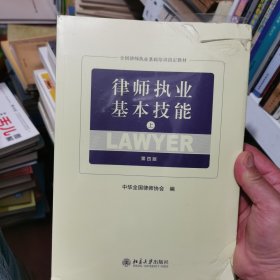 全国律师执业基础培训指定教材
律师执业
基本技能
上
LAWYER
第四版
中华全国律师协会 编
北京大学出版社